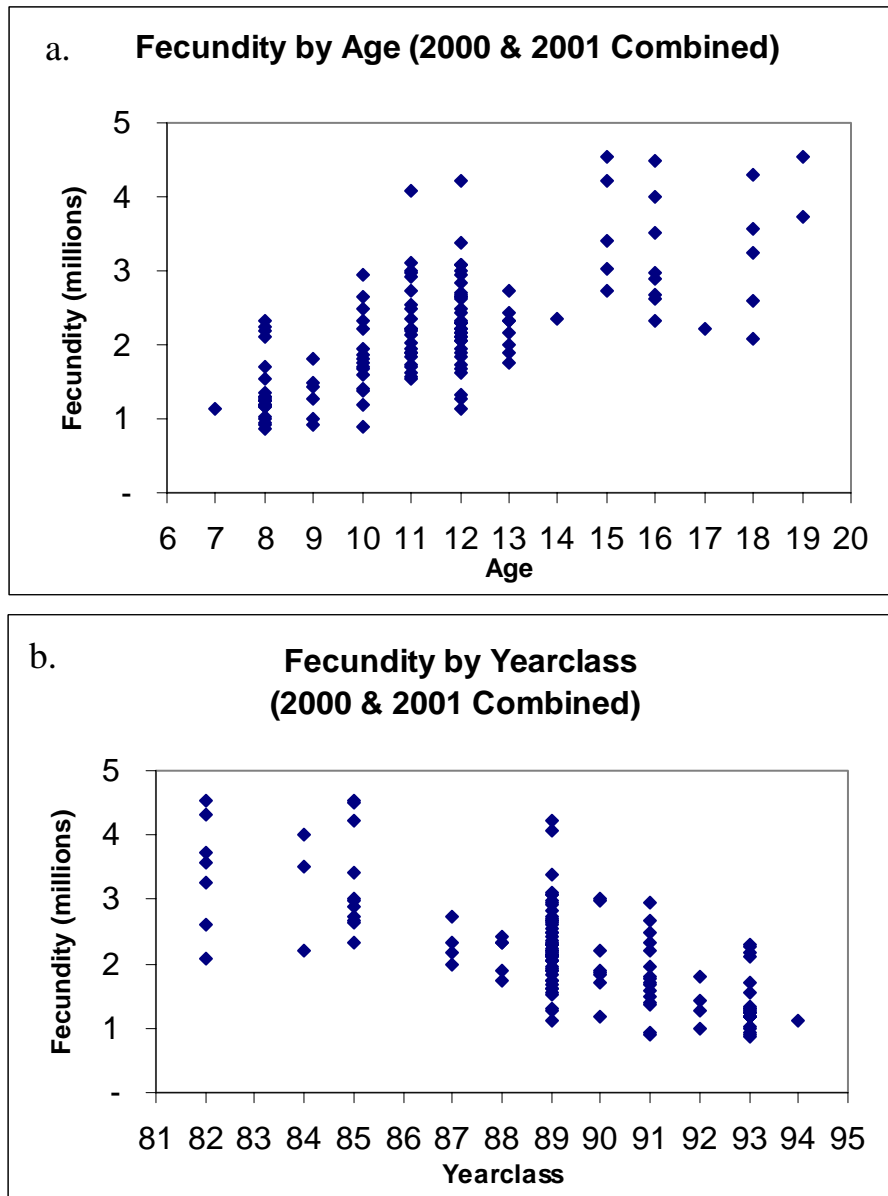 a.
Fecundity by Age (2000 & 2001 Combined)
Fecundity (millions)
5
4
3
2
1
-
6 7 8 9 10 11 12 13 14 15 16 17 18 19 20
Age
b.
Fecundity by Yearclass
(2000 & 2001 Combined)
Fecundity (millions)
5
4
3
2
1
-
81 82 83 84 85 86 87 88 89 90 91 92 93 94 95
Yearclass